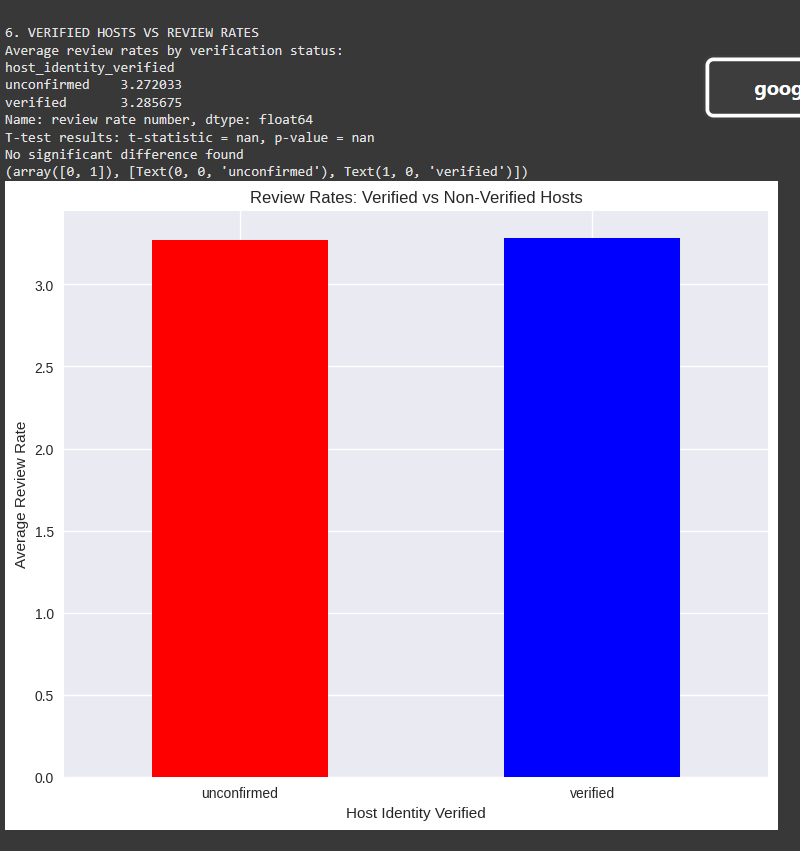 6. VERIFIED HOSTS VS REVIEW RATES
Average review rates by verification status:
host_identity_verified
unconfirmed    3.272033
verified       3.285675
Name: review rate number, dtype: float64
T-test results: t-statistic = nan, p-value = nan
No significant difference found
(array([0, 1]), [Text(0, 0, 'unconfirmed'), Text(1, 0, 'verified')])
goog
Review Rates: Verified vs Non-Verified Hosts
3.0
2.5
2.0
1.5
1.0
0.5
0.0
Average Review Rate
unconfirmed
verified
Host Identity Verified